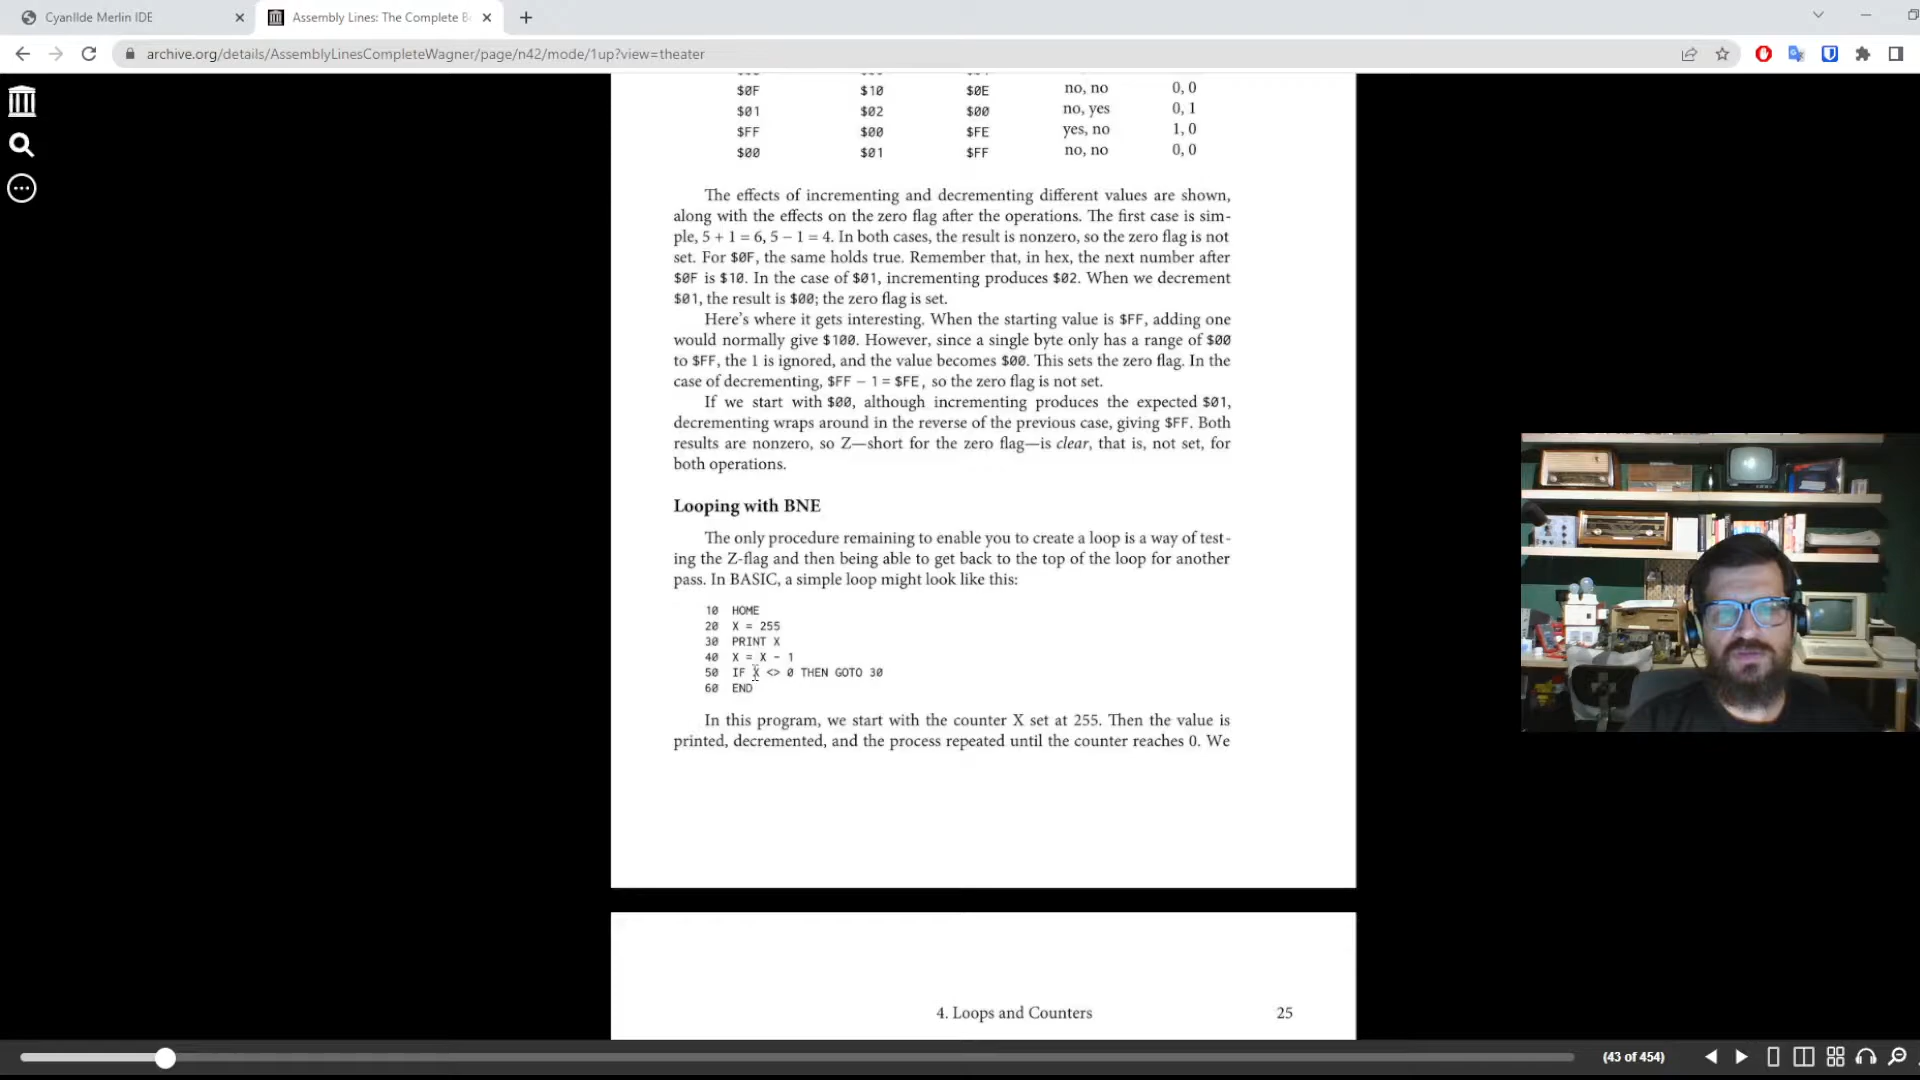 CyanIIde Merlin IDE
Assembly Lines: The Complete B
archive.org/details/AssemblyLinesCompleteWagner/page/n42/mode/1up?view=theater
$0F $10 $0E no, no 0, 0
$01 $02 $00 no, yes 0, 1
$FF $00 $FE yes, no 1, 0
$00 $01 $FF no, no 0, 0
The effects of incrementing and decrementing different values are shown,
along with the effects on the zero flag after the operations. The first case is sim-
ple, 5 + 1 = 6, 5 − 1 = 4. In both cases, the result is nonzero, so the zero flag is not
set. For $0F, the same holds true. Remember that, in hex, the next number after
$0F is $10. In the case of $01, incrementing produces $02. When we decrement
$01, the result is $00; the zero flag is set.
Here’s where it gets interesting. When the starting value is $FF, adding one
would normally give $100. However, since a single byte only has a range of $00
to $FF, the 1 is ignored, and the value becomes $00. This sets the zero flag. In the
case of decrementing, $FF − 1 = $FE, so the zero flag is not set.
If we start with $00, although incrementing produces the expected $01,
decrementing wraps around in the reverse of the previous case, giving $FF. Both
results are nonzero, so Z—short for the zero flag—is clear, that is, not set, for
both operations.
Looping with BNE
The only procedure remaining to enable you to create a loop is a way of test-
ing the Z-flag and then being able to get back to the top of the loop for another
pass. In BASIC, a simple loop might look like this:
10 HOME
20 X = 255
30 PRINT X
40 X = X - 1
50 IF X <> 0 THEN GOTO 30
60 END
In this program, we start with the counter X set at 255. Then the value is
printed, decremented, and the process repeated until the counter reaches 0. We
4. Loops and Counters 25
(43 of 454)